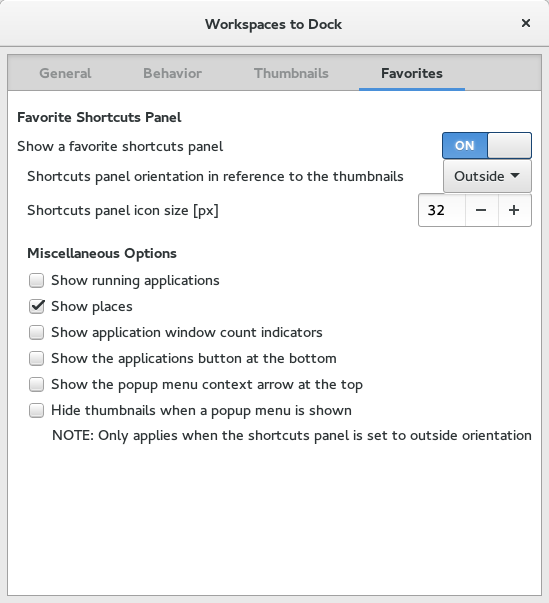 Workspaces to Dock
General Behavior Thumbnails Favorites
Favorite Shortcuts Panel
Show a favorite shortcuts panel ON
Shortcuts panel orientation in reference to the thumbnails Outside
Shortcuts panel icon size [px] 32 − +
Miscellaneous Options
Show running applications
Show places
Show application window count indicators
Show the applications button at the bottom
Show the popup menu context arrow at the top
Hide thumbnails when a popup menu is shown
NOTE: Only applies when the shortcuts panel is set to outside orientation